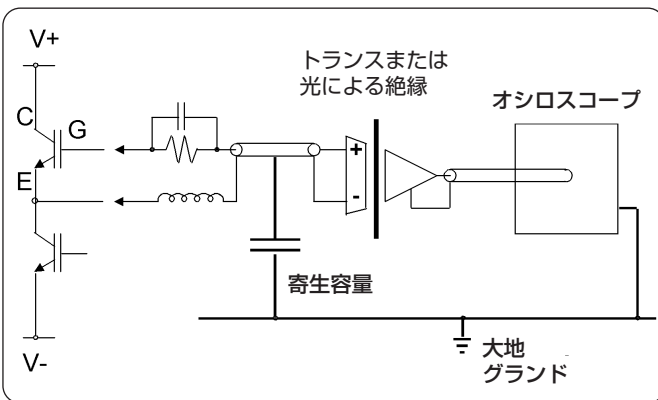 V+
トランスまたは
光による絶縁
オシロスコープ
C
G
+
E
-
寄生容量
大地
グランド
V-